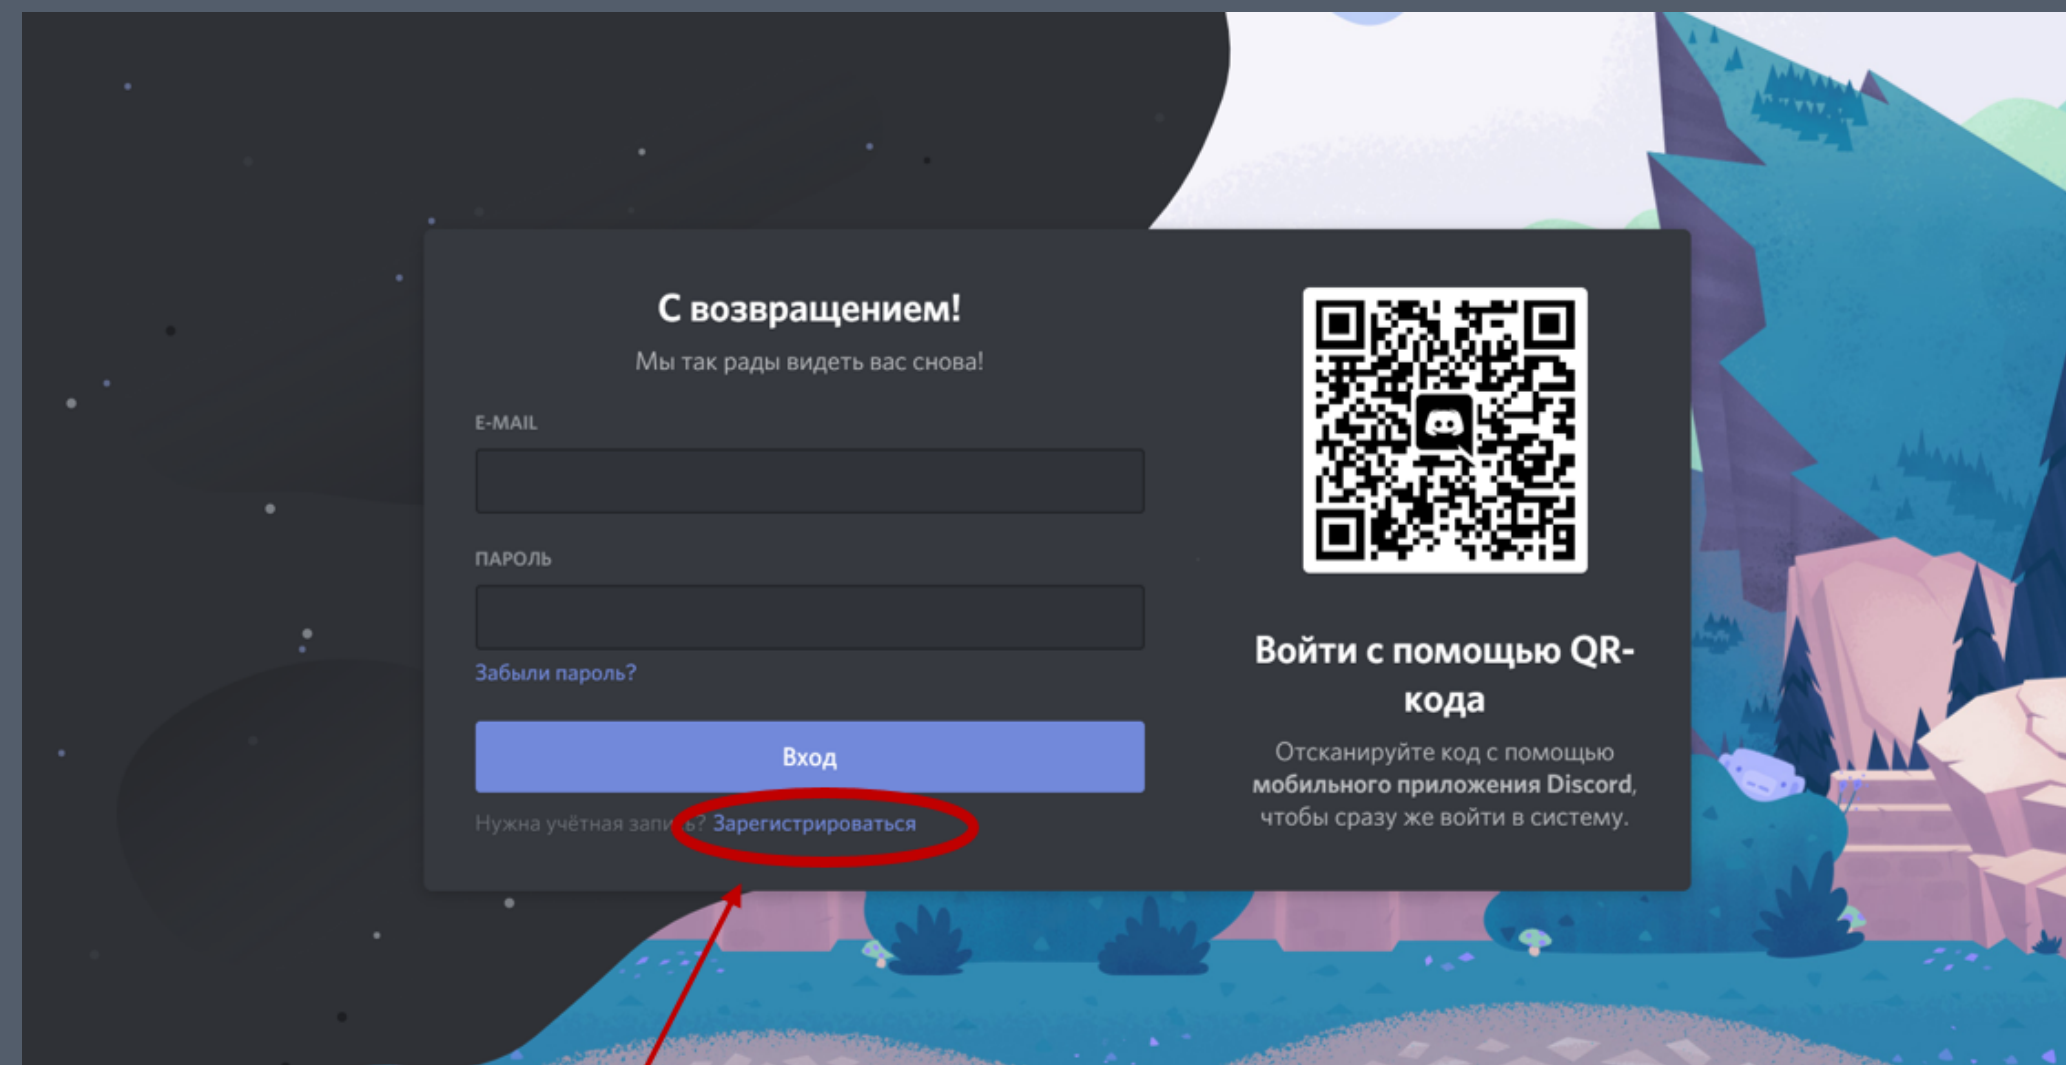 С возвращением!
Мы так рады видеть вас снова!
E-MAIL
ПАРОЛЬ
Забыли пароль?
Вход
Нужна учётная запись? Зарегистрироваться
Войти с помощью QR-
кода
Отсканируйте код с помощью
мобильного приложения Discord,
чтобы сразу же войти в систему.